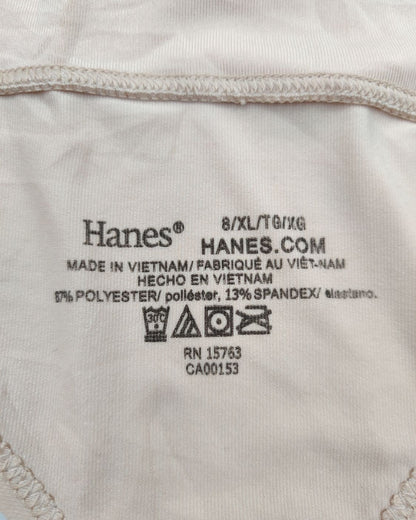 Hanes® 8/XL/TG/XG
HANES.COM
MADE IN VIETNAM/ FABRIQUÉ AU VIÊT-NAM
HECHO EN VIETNAM
87% POLYESTER/ poliéster, 13% SPANDEX/ elastano.
30°C
RN 15763
CA00153